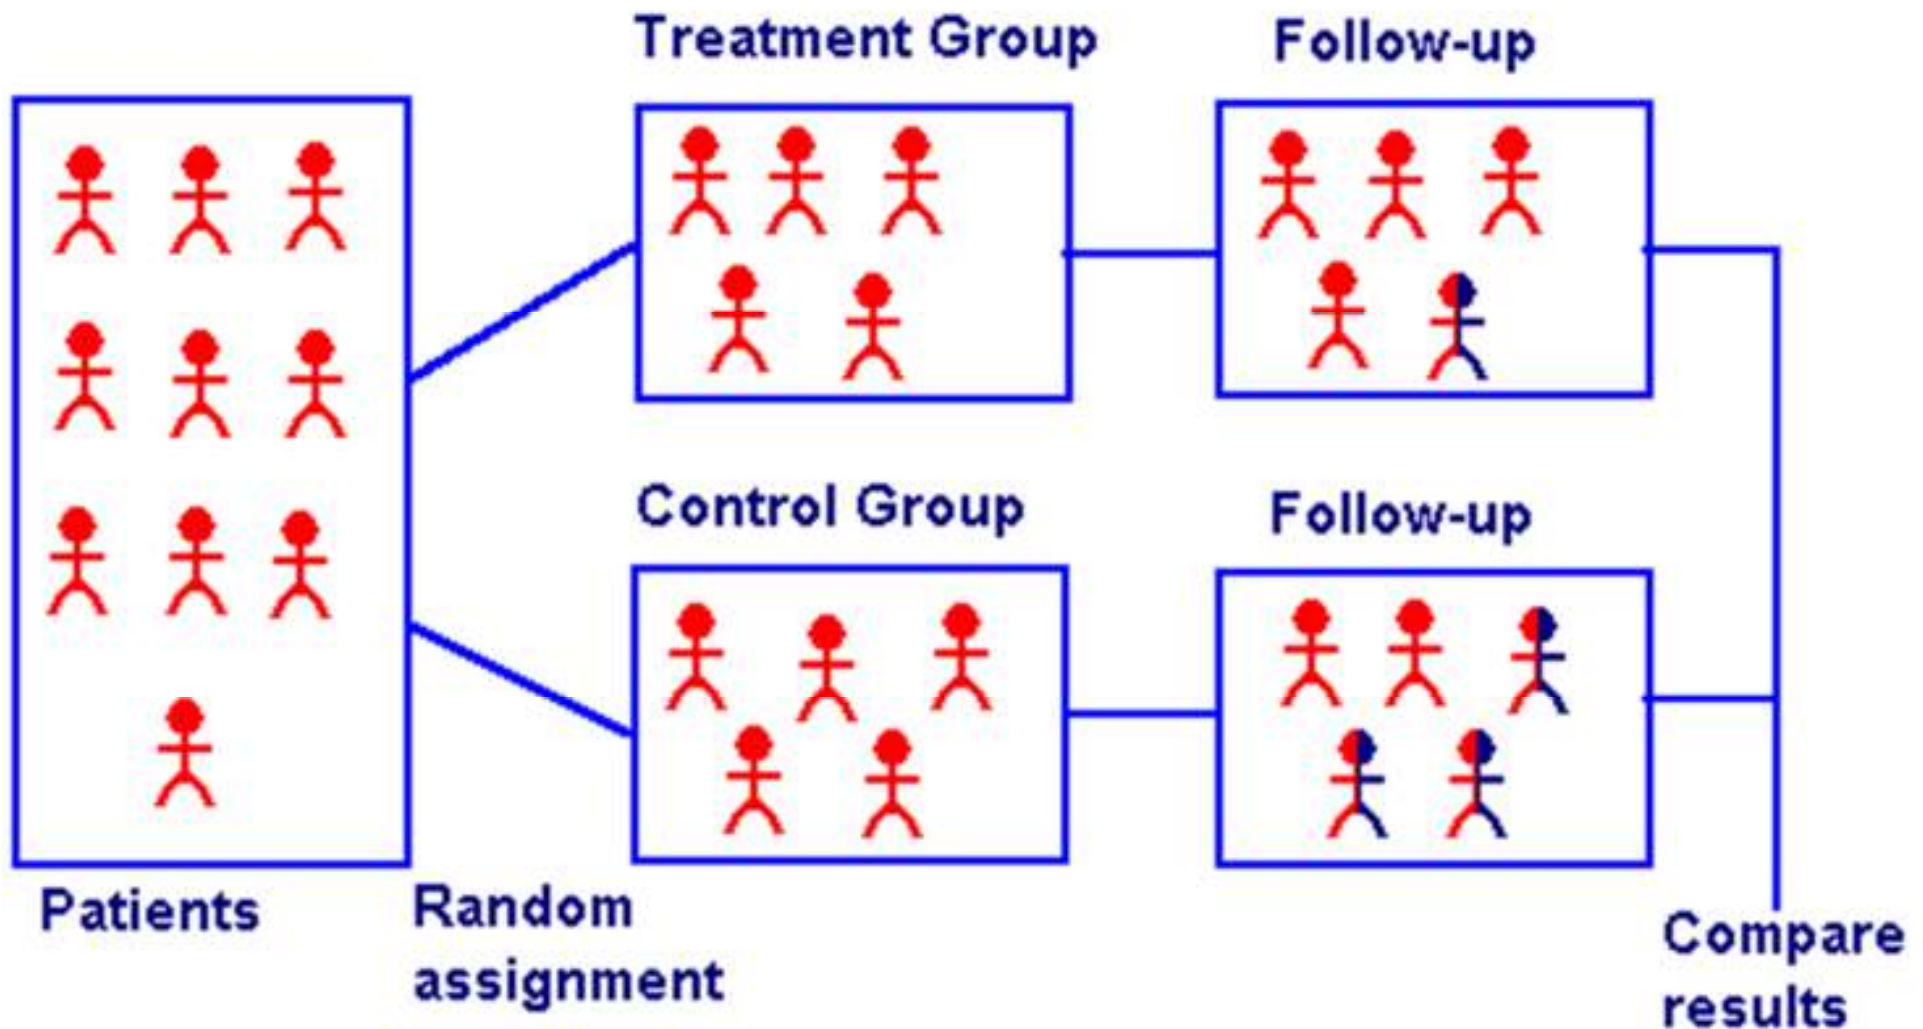 Treatment Group
Follow-up
Control Group
Follow-up
Patients
Random
assignment
Compare
results